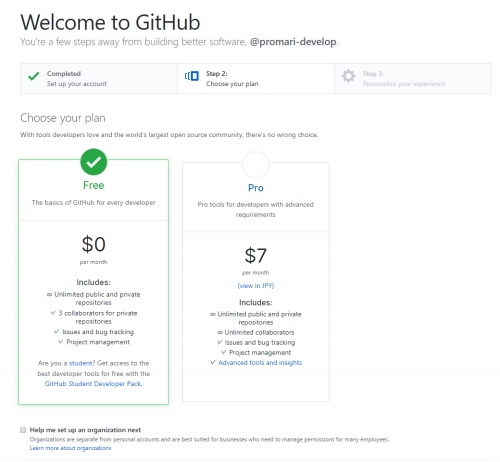 Welcome to GitHub
You're a few steps away from building better software, @promari-develop.
Completed
Set up your account
Step 2:
Choose your plan
Step 3:
Personalize your experience
Choose your plan
With tools developers love and the world's largest open source community, there's no wrong choice.
Free
The basics of GitHub for every developer
$0
per month
Includes:
∞ Unlimited public and private
repositories
✓ 3 collaborators for private
repositories
✓ Issues and bug tracking
✓ Project management
Are you a student? Get access to the
best developer tools for free with the
GitHub Student Developer Pack.
Pro
Pro tools for developers with advanced
requirements
$7
per month
(view in JPY)
Includes:
∞ Unlimited public and private
repositories
∞ Unlimited collaborators
✓ Issues and bug tracking
✓ Project management
✓ Advanced tools and insights
Help me set up an organization next
Organizations are separate from personal accounts and are best suited for businesses who need to manage permissions for many employees.
Learn more about organizations